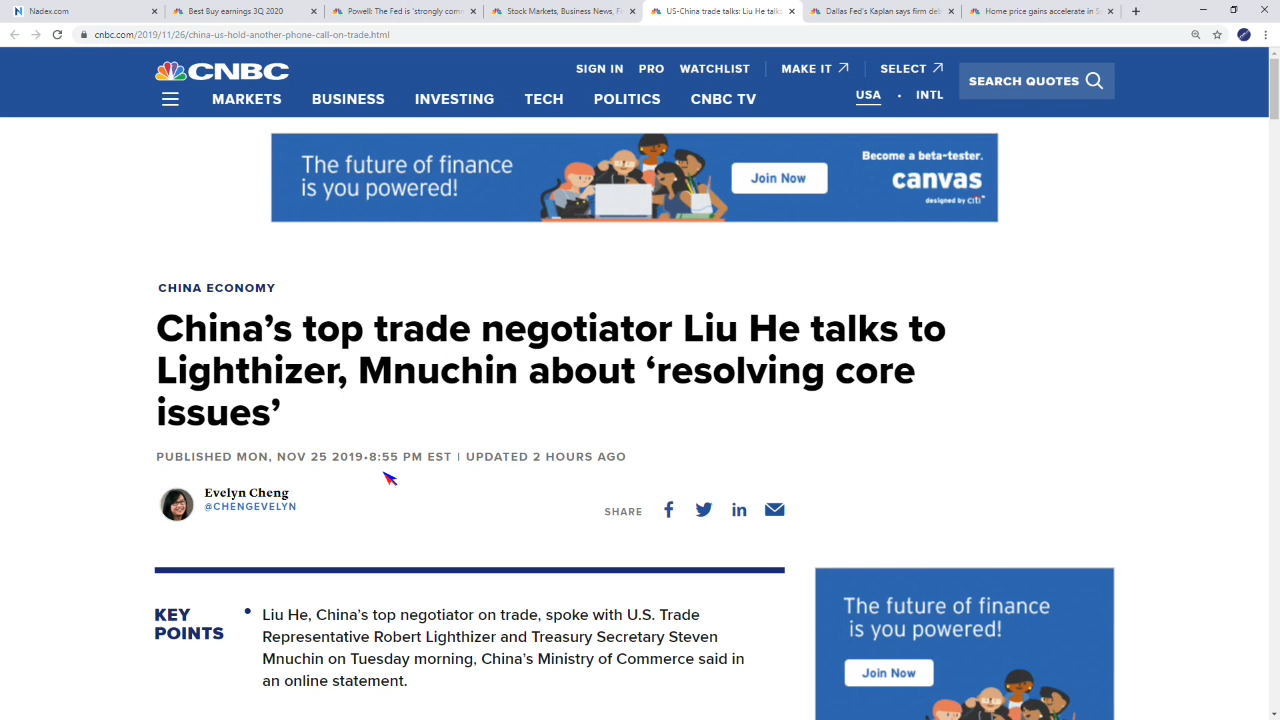 Nadex.com
Best Buy earnings 3Q 2020
Powell: The Fed is 'strongly com
Stock Markets, Business News, F
US-China trade talks: Liu He talks
Dallas Fed's Kaplan says firm deb
Home price gains accelerate in S
cnbc.com/2019/11/26/china-us-hold-another-phone-call-on-trade.html
CNBC
SIGN IN PRO WATCHLIST MAKE IT SELECT
SEARCH QUOTES
USA • INTL
MARKETS BUSINESS INVESTING TECH POLITICS CNBC TV
The future of finance
is you powered!
Join Now
Become a beta-tester.
canvas
designed by citi
CHINA ECONOMY
China’s top trade negotiator Liu He talks to
Lighthizer, Mnuchin about ‘resolving core
issues’
PUBLISHED MON, NOV 25 2019•8:55 PM EST | UPDATED 2 HOURS AGO
Evelyn Cheng
@CHENGEVELYN
SHARE
KEY
POINTS
• Liu He, China’s top negotiator on trade, spoke with U.S. Trade
Representative Robert Lighthizer and Treasury Secretary Steven
Mnuchin on Tuesday morning, China’s Ministry of Commerce said in
an online statement.
The future of finance
is you powered!
Join Now